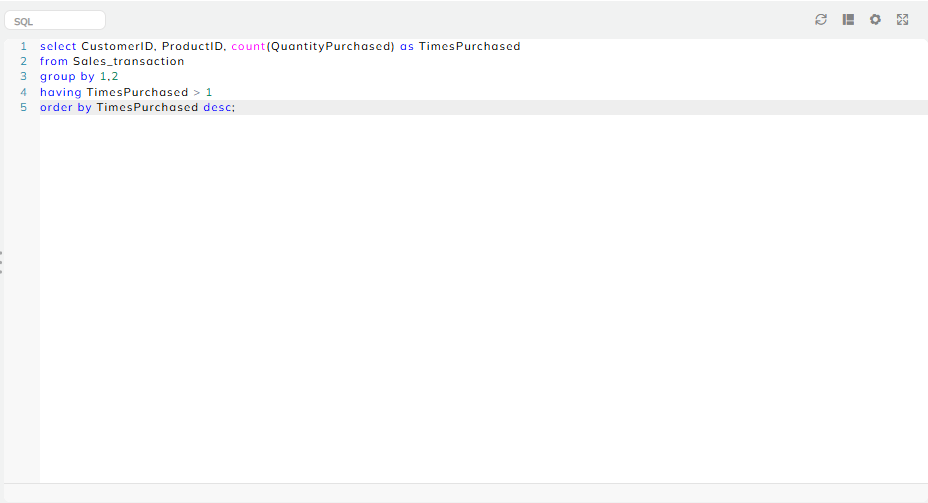 SQL
1 select CustomerID, ProductID, count(QuantityPurchased) as TimesPurchased
2 from Sales_transaction
3 group by 1,2
4 having TimesPurchased > 1
5 order by TimesPurchased desc;